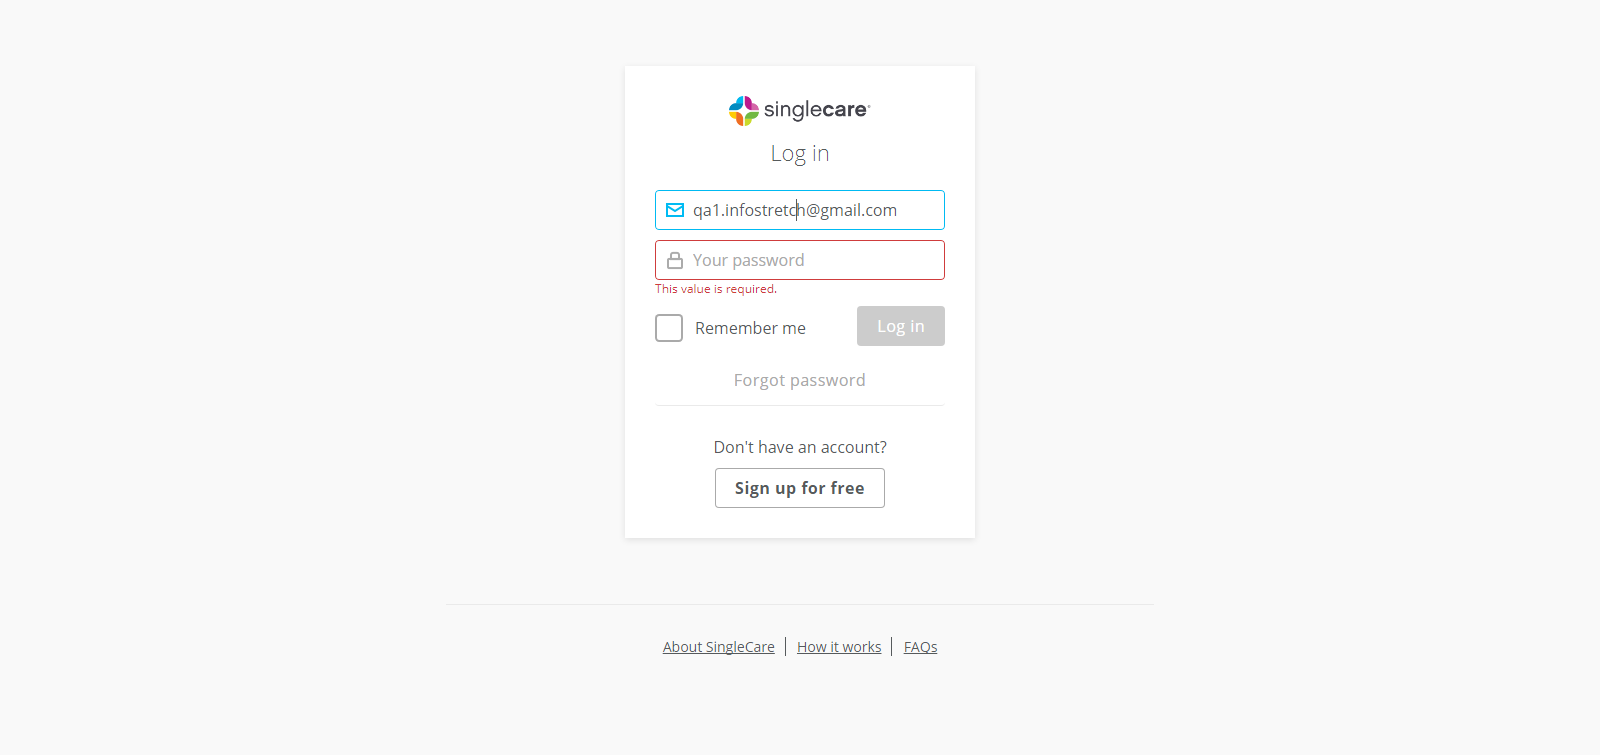 singlecare®
Log in
qa1.infostretch@gmail.com
Your password
This value is required.
Remember me
Log in
Forgot password
Don't have an account?
Sign up for free
About SingleCare | How it works | FAQs